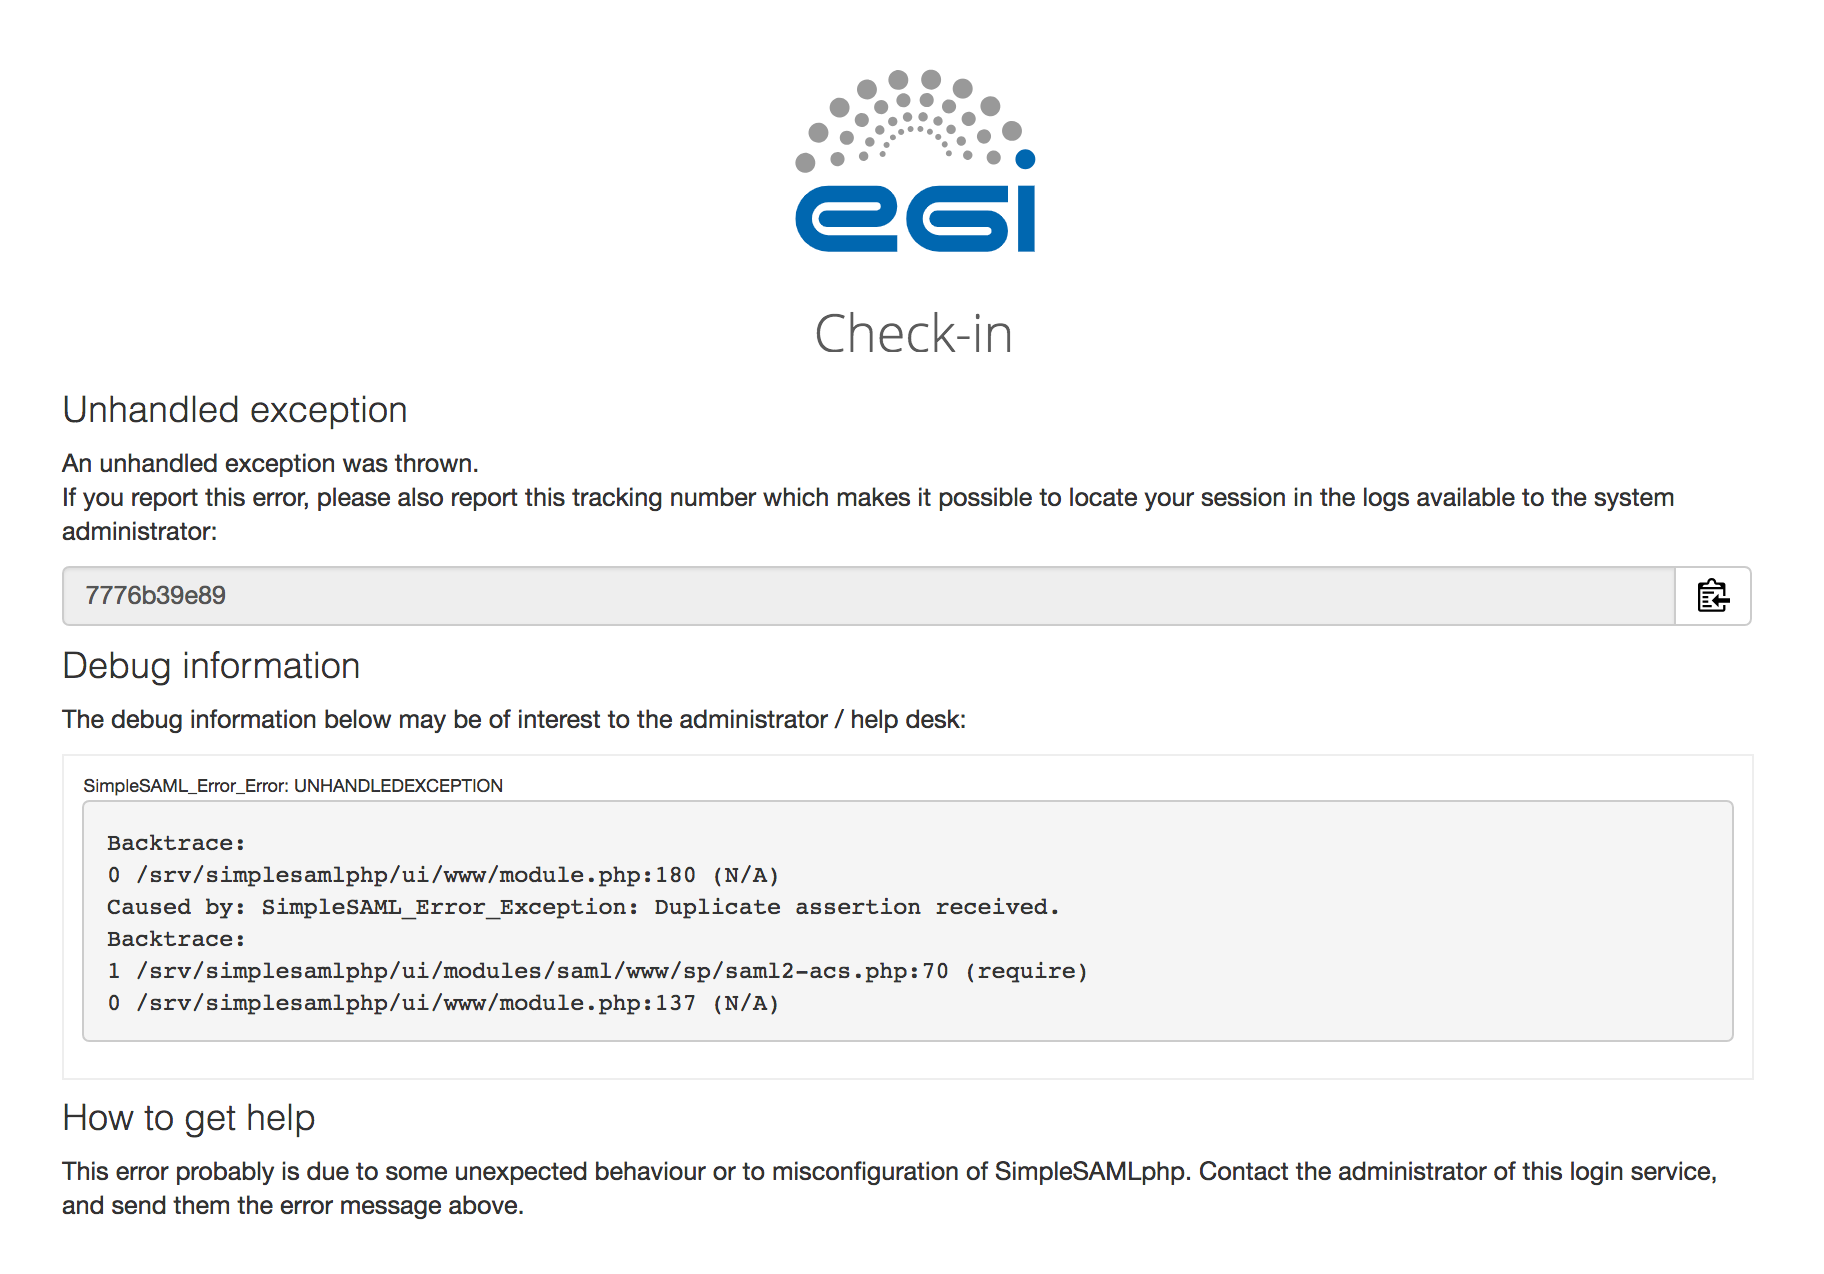 egi
Check-in
Unhandled exception
An unhandled exception was thrown.
If you report this error, please also report this tracking number which makes it possible to locate your session in the logs available to the system
administrator:
7776b39e89
Debug information
The debug information below may be of interest to the administrator / help desk:
SimpleSAML_Error_Error: UNHANDLEDEXCEPTION
Backtrace:
0 /srv/simplesamlphp/ui/www/module.php:180 (N/A)
Caused by: SimpleSAML_Error_Exception: Duplicate assertion received.
Backtrace:
1 /srv/simplesamlphp/ui/modules/saml/www/sp/saml2-acs.php:70 (require)
0 /srv/simplesamlphp/ui/www/module.php:137 (N/A)
How to get help
This error probably is due to some unexpected behaviour or to misconfiguration of SimpleSAMLphp. Contact the administrator of this login service,
and send them the error message above.